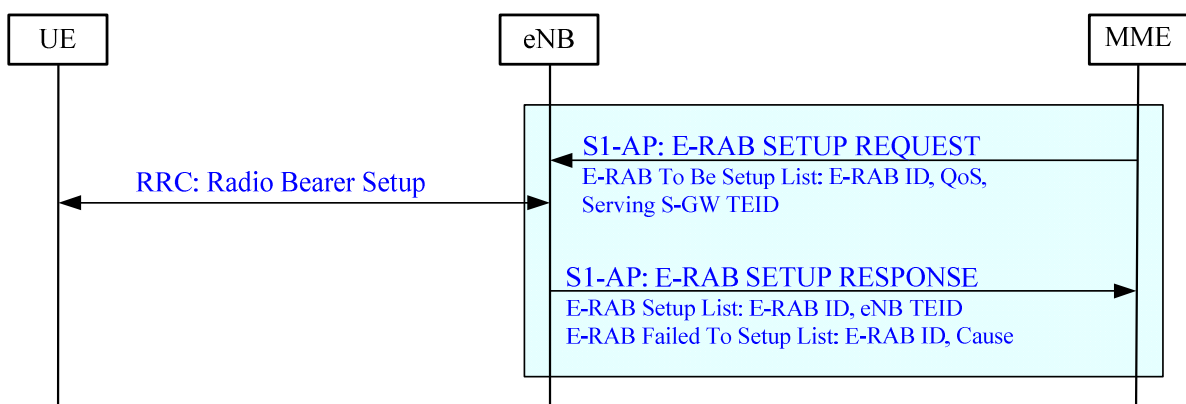 UE
eNB
MME
S1-AP: E-RAB SETUP REQUEST
E-RAB To Be Setup List: E-RAB ID, QoS,
Serving S-GW TEID
RRC: Radio Bearer Setup
S1-AP: E-RAB SETUP RESPONSE
E-RAB Setup List: E-RAB ID, eNB TEID
E-RAB Failed To Setup List: E-RAB ID, Cause